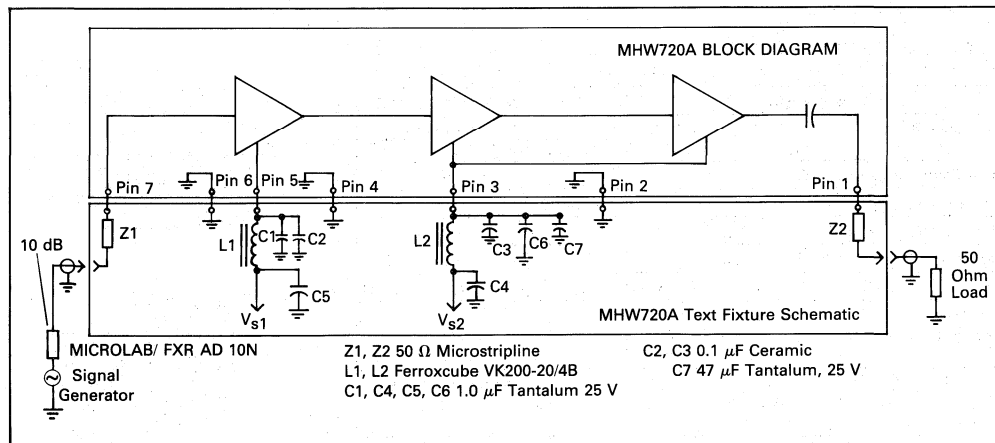 MHW720A BLOCK DIAGRAM
Pin 7
Pin 6
Pin 5
Pin 4
Pin 3
Pin 2
Pin 1
10 dB
Z1
L1
C1
C2
C5
Vs1
L2
C3
C6
C7
C4
Vs2
Z2
50
Ohm
Load
MHW720A Text Fixture Schematic
MICROLAB/ FXR AD 10N
Signal
Generator
Z1, Z2 50 Ω Microstripline
L1, L2 Ferroxcube VK200-20/4B
C1, C4, C5, C6 1.0 μF Tantalum 25 V
C2, C3 0.1 μF Ceramic
C7 47 μF Tantalum, 25 V